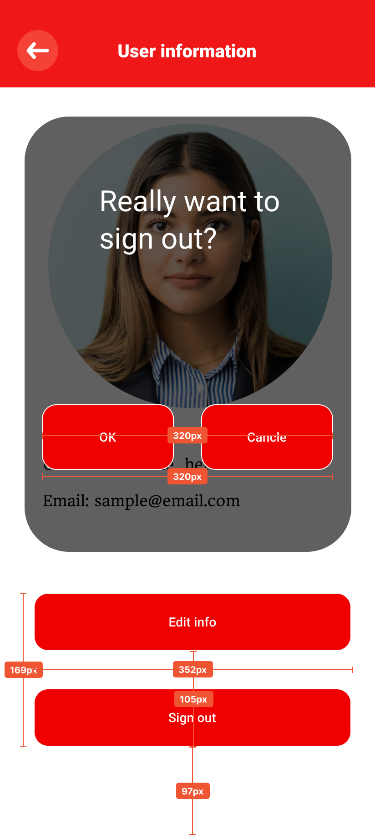 User information
Really want to
sign out?
OK
320px
Cancle
320px
Email: sample@email.com
Edit info
169px
352px
105px
Sign out
97px